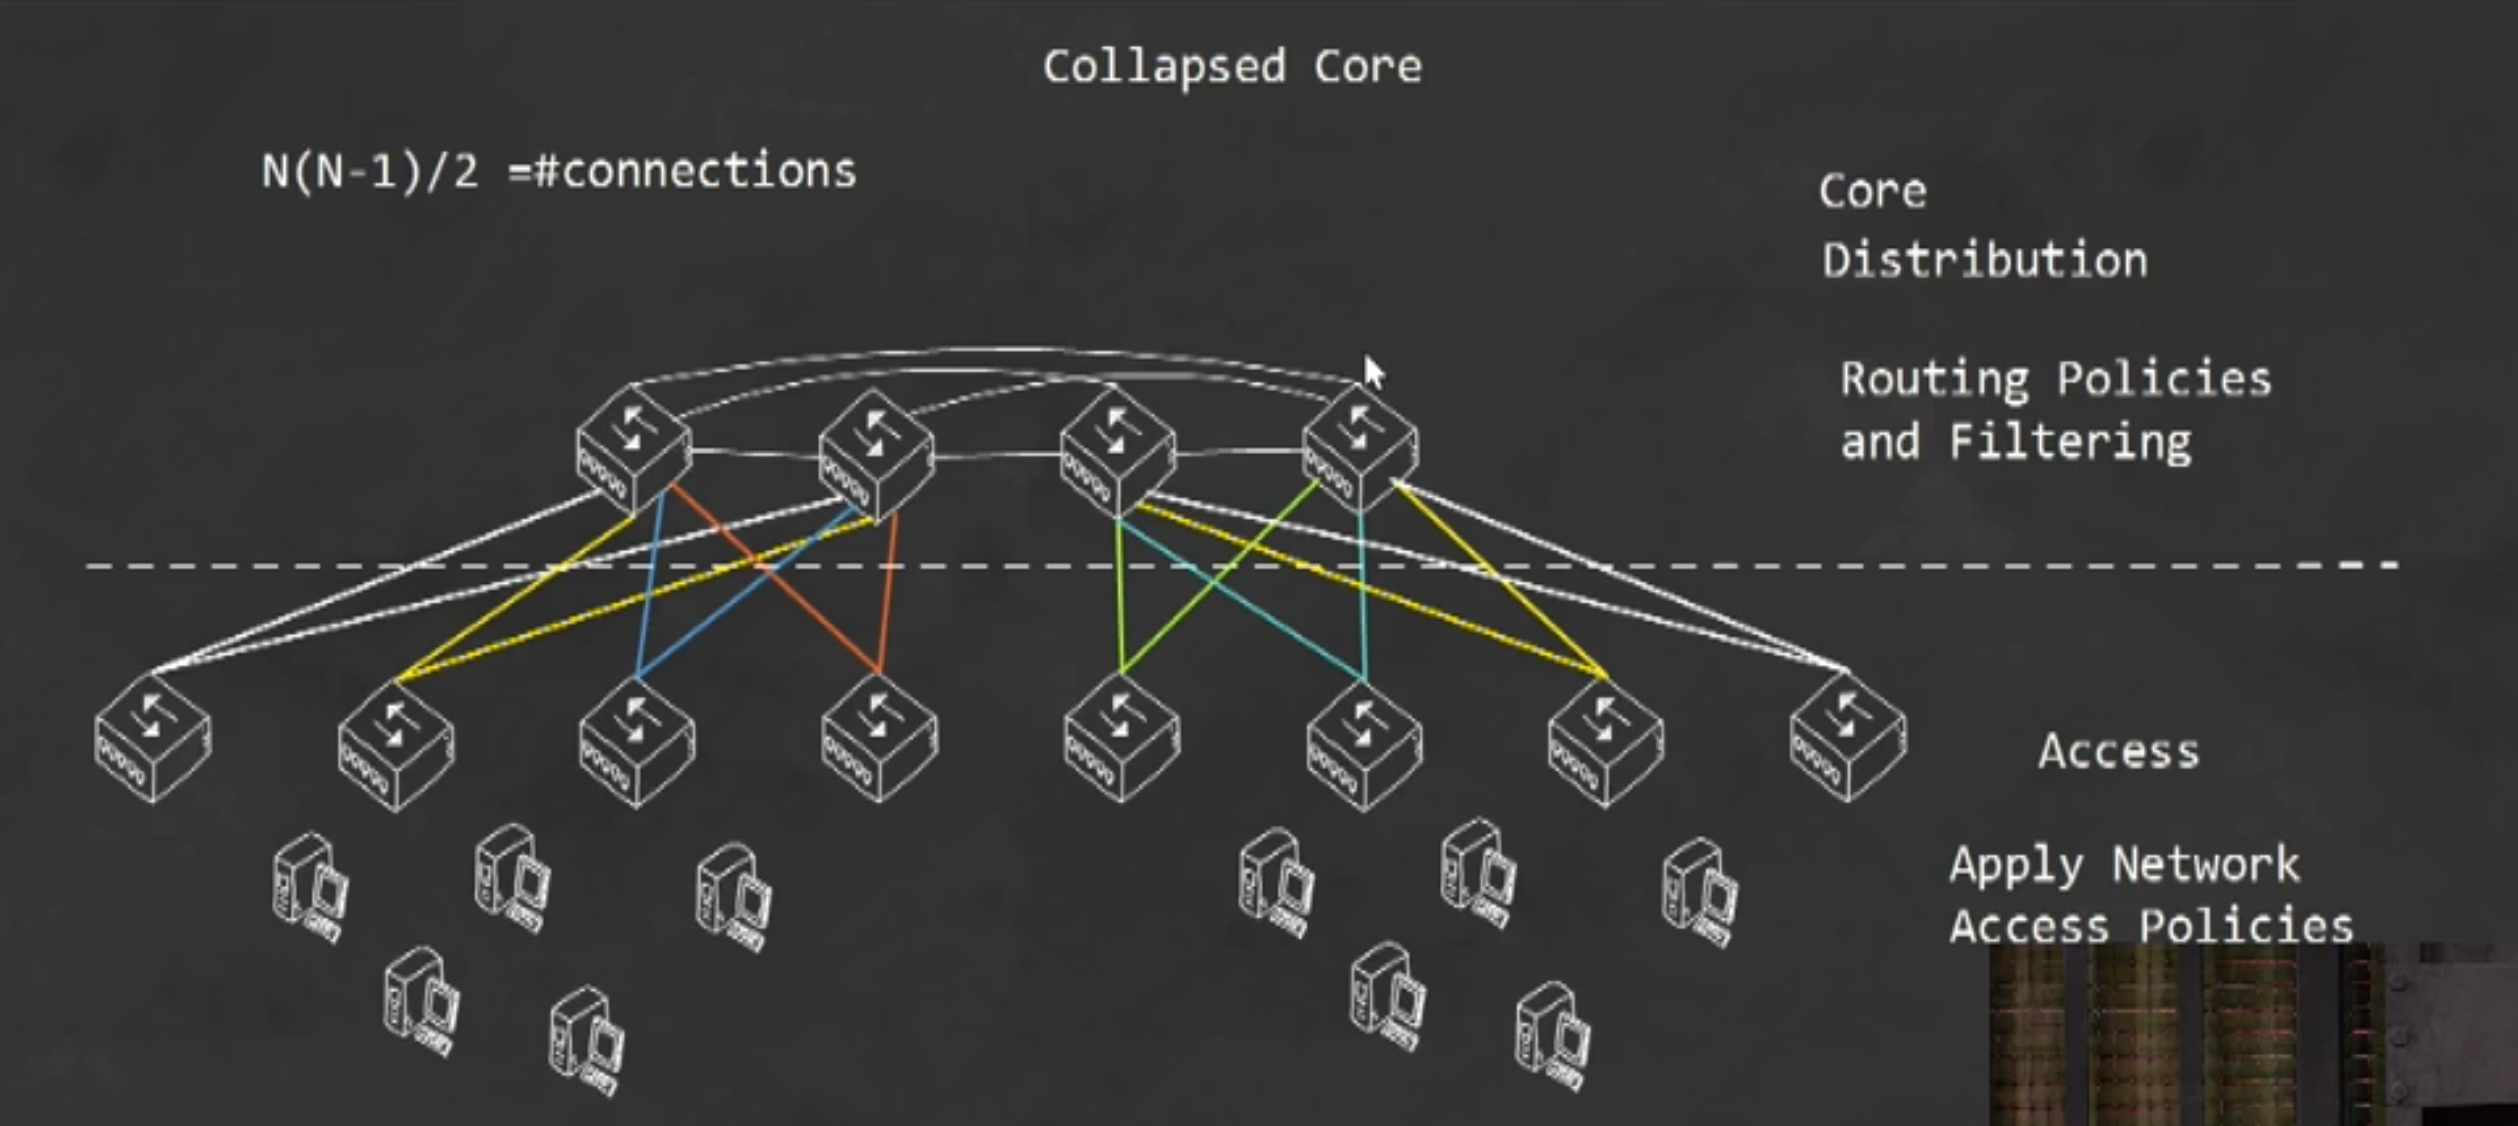 Collapsed Core
N(N-1)/2 =#connections
Core
Distribution
Routing Policies
and Filtering
Access
Apply Network
Access Policies